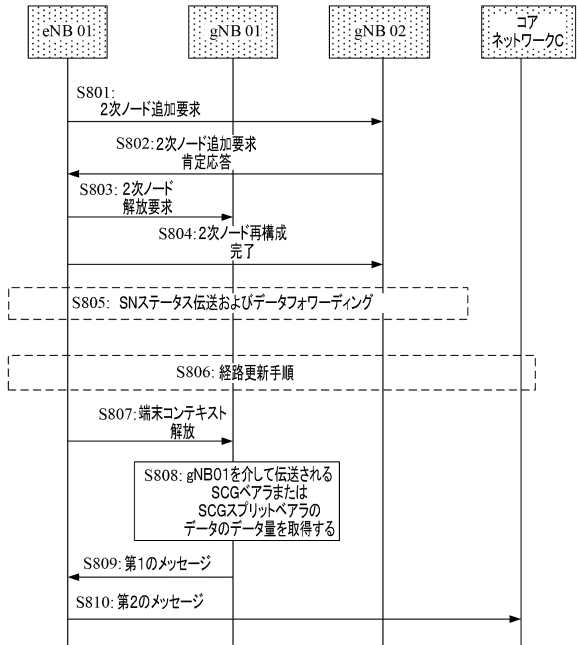 eNB 01
gNB 01
gNB 02
コア
ネットワークC
S801:
2次ノード追加要求
S802: 2次ノード追加要求
肯定応答
S803: 2次ノード
解放要求
S804: 2次ノード再構成
完了
S805: SNステータス伝送およびデータフォワーディング
S806: 経路更新手順
S807: 端末コンテキスト
解放
S808: gNB01を介して伝送される
SCGベアラまたは
SCGスプリットベアラの
データのデータ量を取得する
S809: 第1のメッセージ
S810: 第2のメッセージ